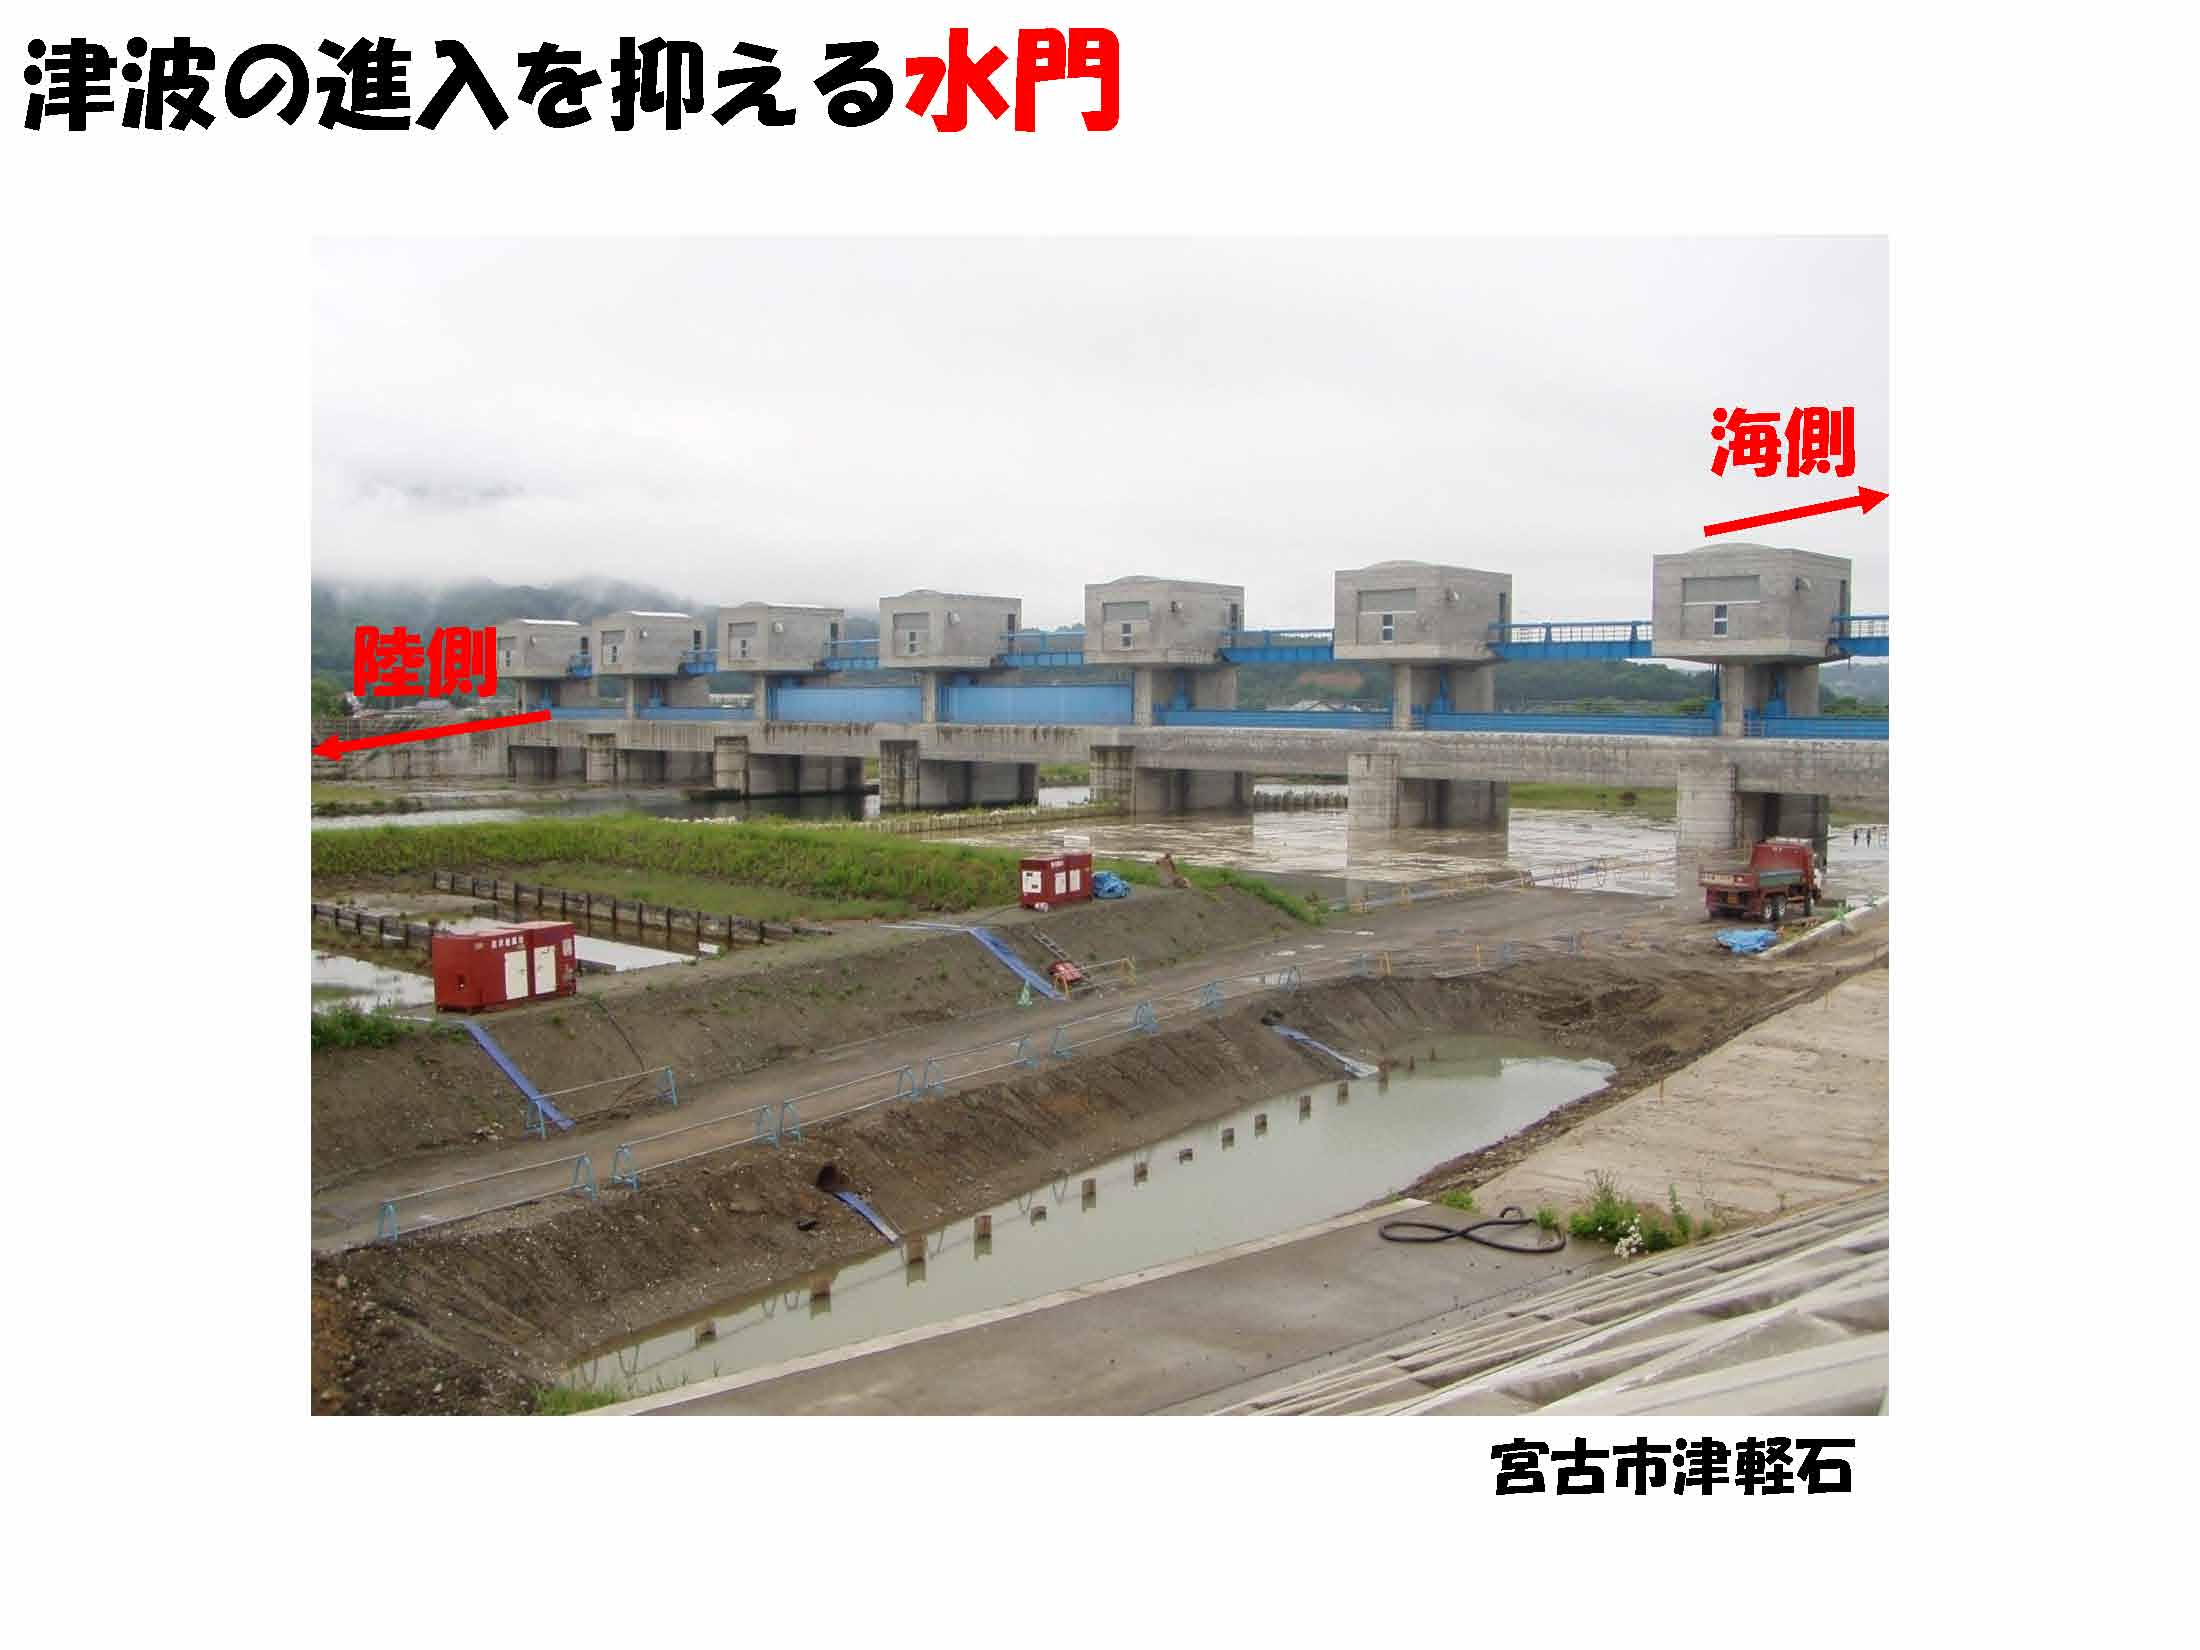 津波の進入を抑える水門
海側
陸側
宮古市津軽石